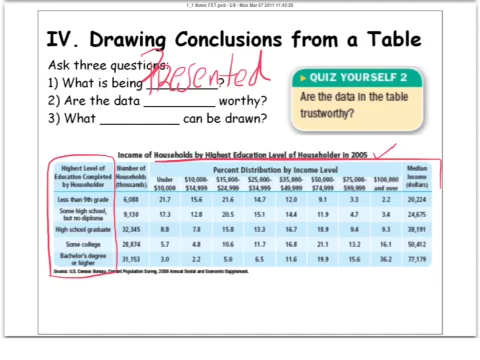 1_1 Notes FST.gwb - 3/8 - Mon Mar 07 2011 11:43:29
IV. Drawing Conclusions from a Table
Ask three questions:
1) What is being Presented?
2) Are the data ________ worthy?
3) What _________ can be drawn?
QUIZ YOURSELF 2
Are the data in the table
trustworthy?
Income of Households by Highest Education Level of Householder in 2005
Highest Level of Education Completed by Householder Number of Households (thousands) Percent Distribution by Income Level Median Income (dollars)
Under $10,000 $10,000-$14,999 $15,000-$24,999 $25,000-$34,999 $35,000-$49,999 $50,000-$74,999 $75,000-$99,999 $100,000 and over
Less than 9th grade 6,088 21.7 15.6 21.6 14.7 12.0 9.1 3.3 2.2 20,224
Some high school, but no diploma 9,130 17.3 12.8 20.5 15.1 14.4 11.9 4.7 3.4 24,675
High school graduate 32,345 8.8 7.8 15.8 13.3 16.7 18.9 9.4 9.3 38,191
Some college 28,874 5.7 4.8 10.6 11.7 16.8 21.1 13.2 16.1 50,412
Bachelor's degree or higher 31,153 3.0 2.2 5.0 6.5 11.6 19.9 15.6 36.2 77,179
Source: U.S. Census Bureau, Current Population Survey, 2006 Annual Social and Economic Supplement.